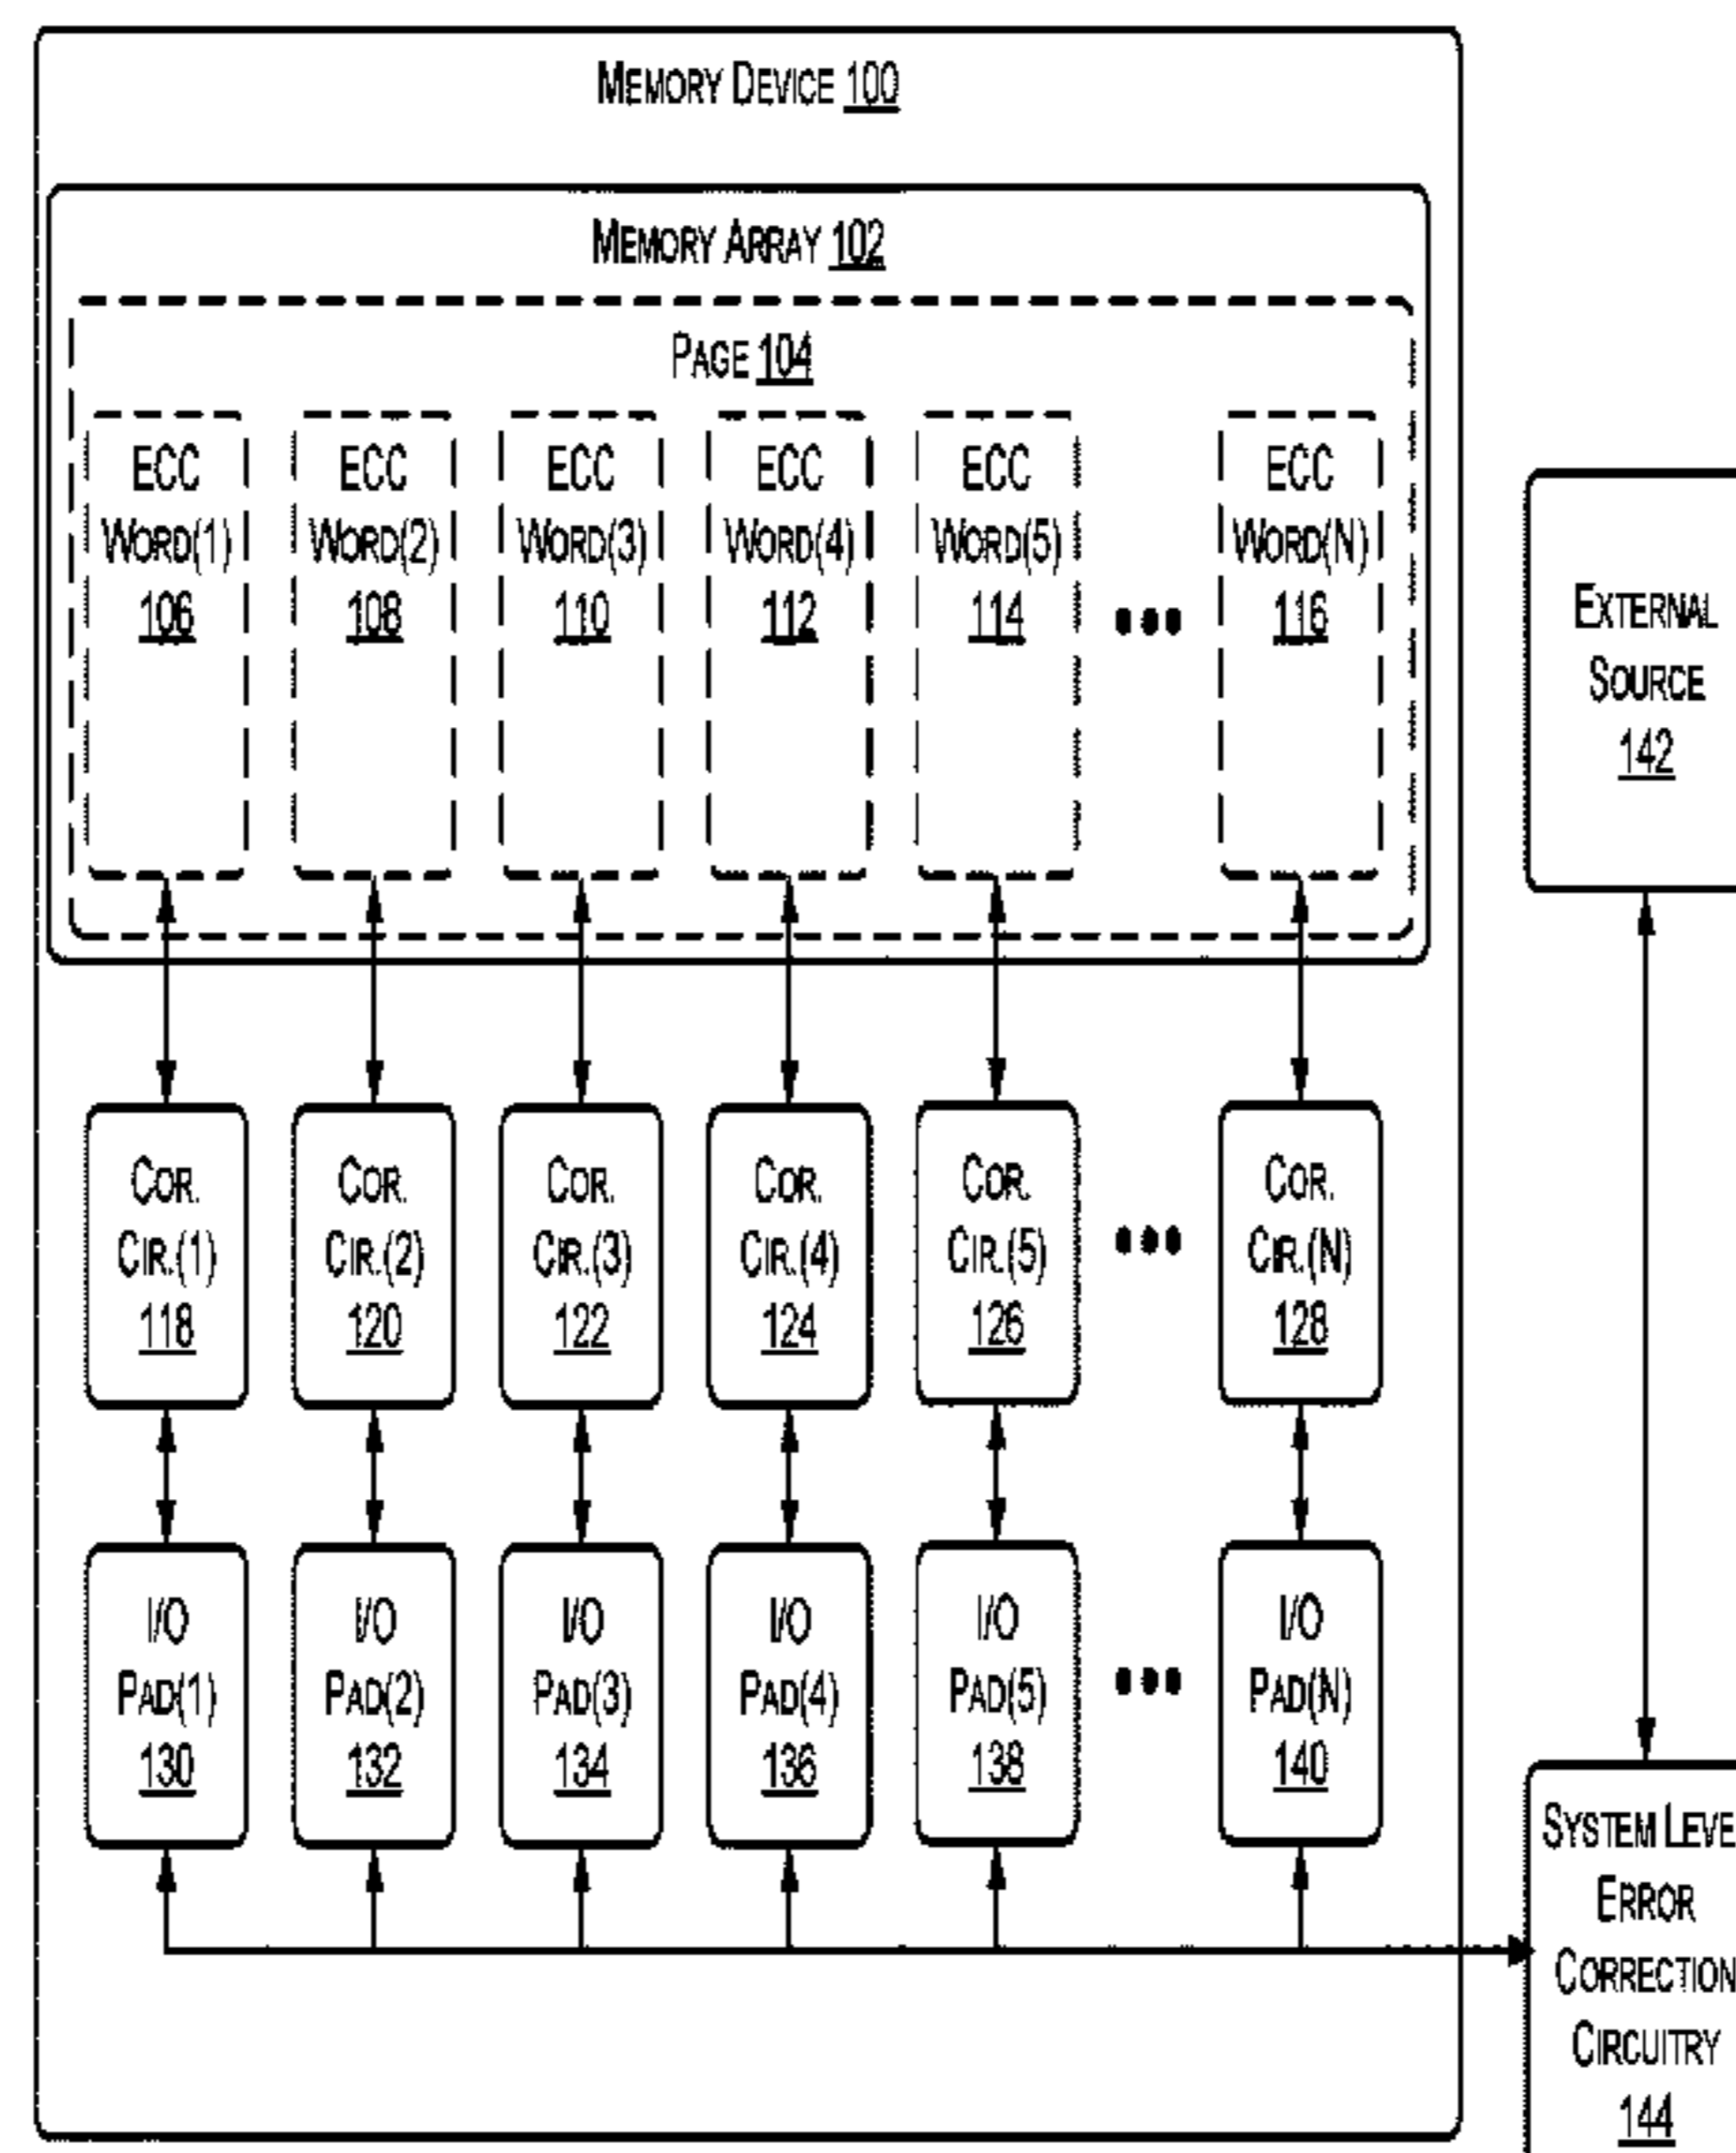 MEMORY DEVICE 100
MEMORY ARRAY 102
PAGE 104
ECC
WORD(1)
106
ECC
WORD(2)
108
ECC
WORD(3)
110
ECC
WORD(4)
112
ECC
WORD(5)
114
•••
ECC
WORD(N)
116
EXTERNAL
SOURCE
142
COR.
CIR.(1)
118
COR.
CIR.(2)
120
COR.
CIR.(3)
122
COR.
CIR.(4)
124
COR.
CIR.(5)
126
•••
COR.
CIR.(N)
128
I/O
PAD(1)
130
I/O
PAD(2)
132
I/O
PAD(3)
134
I/O
PAD(4)
136
I/O
PAD(5)
138
•••
I/O
PAD(N)
140
SYSTEM LEVE
ERROR
CORRECTION
CIRCUITRY
144